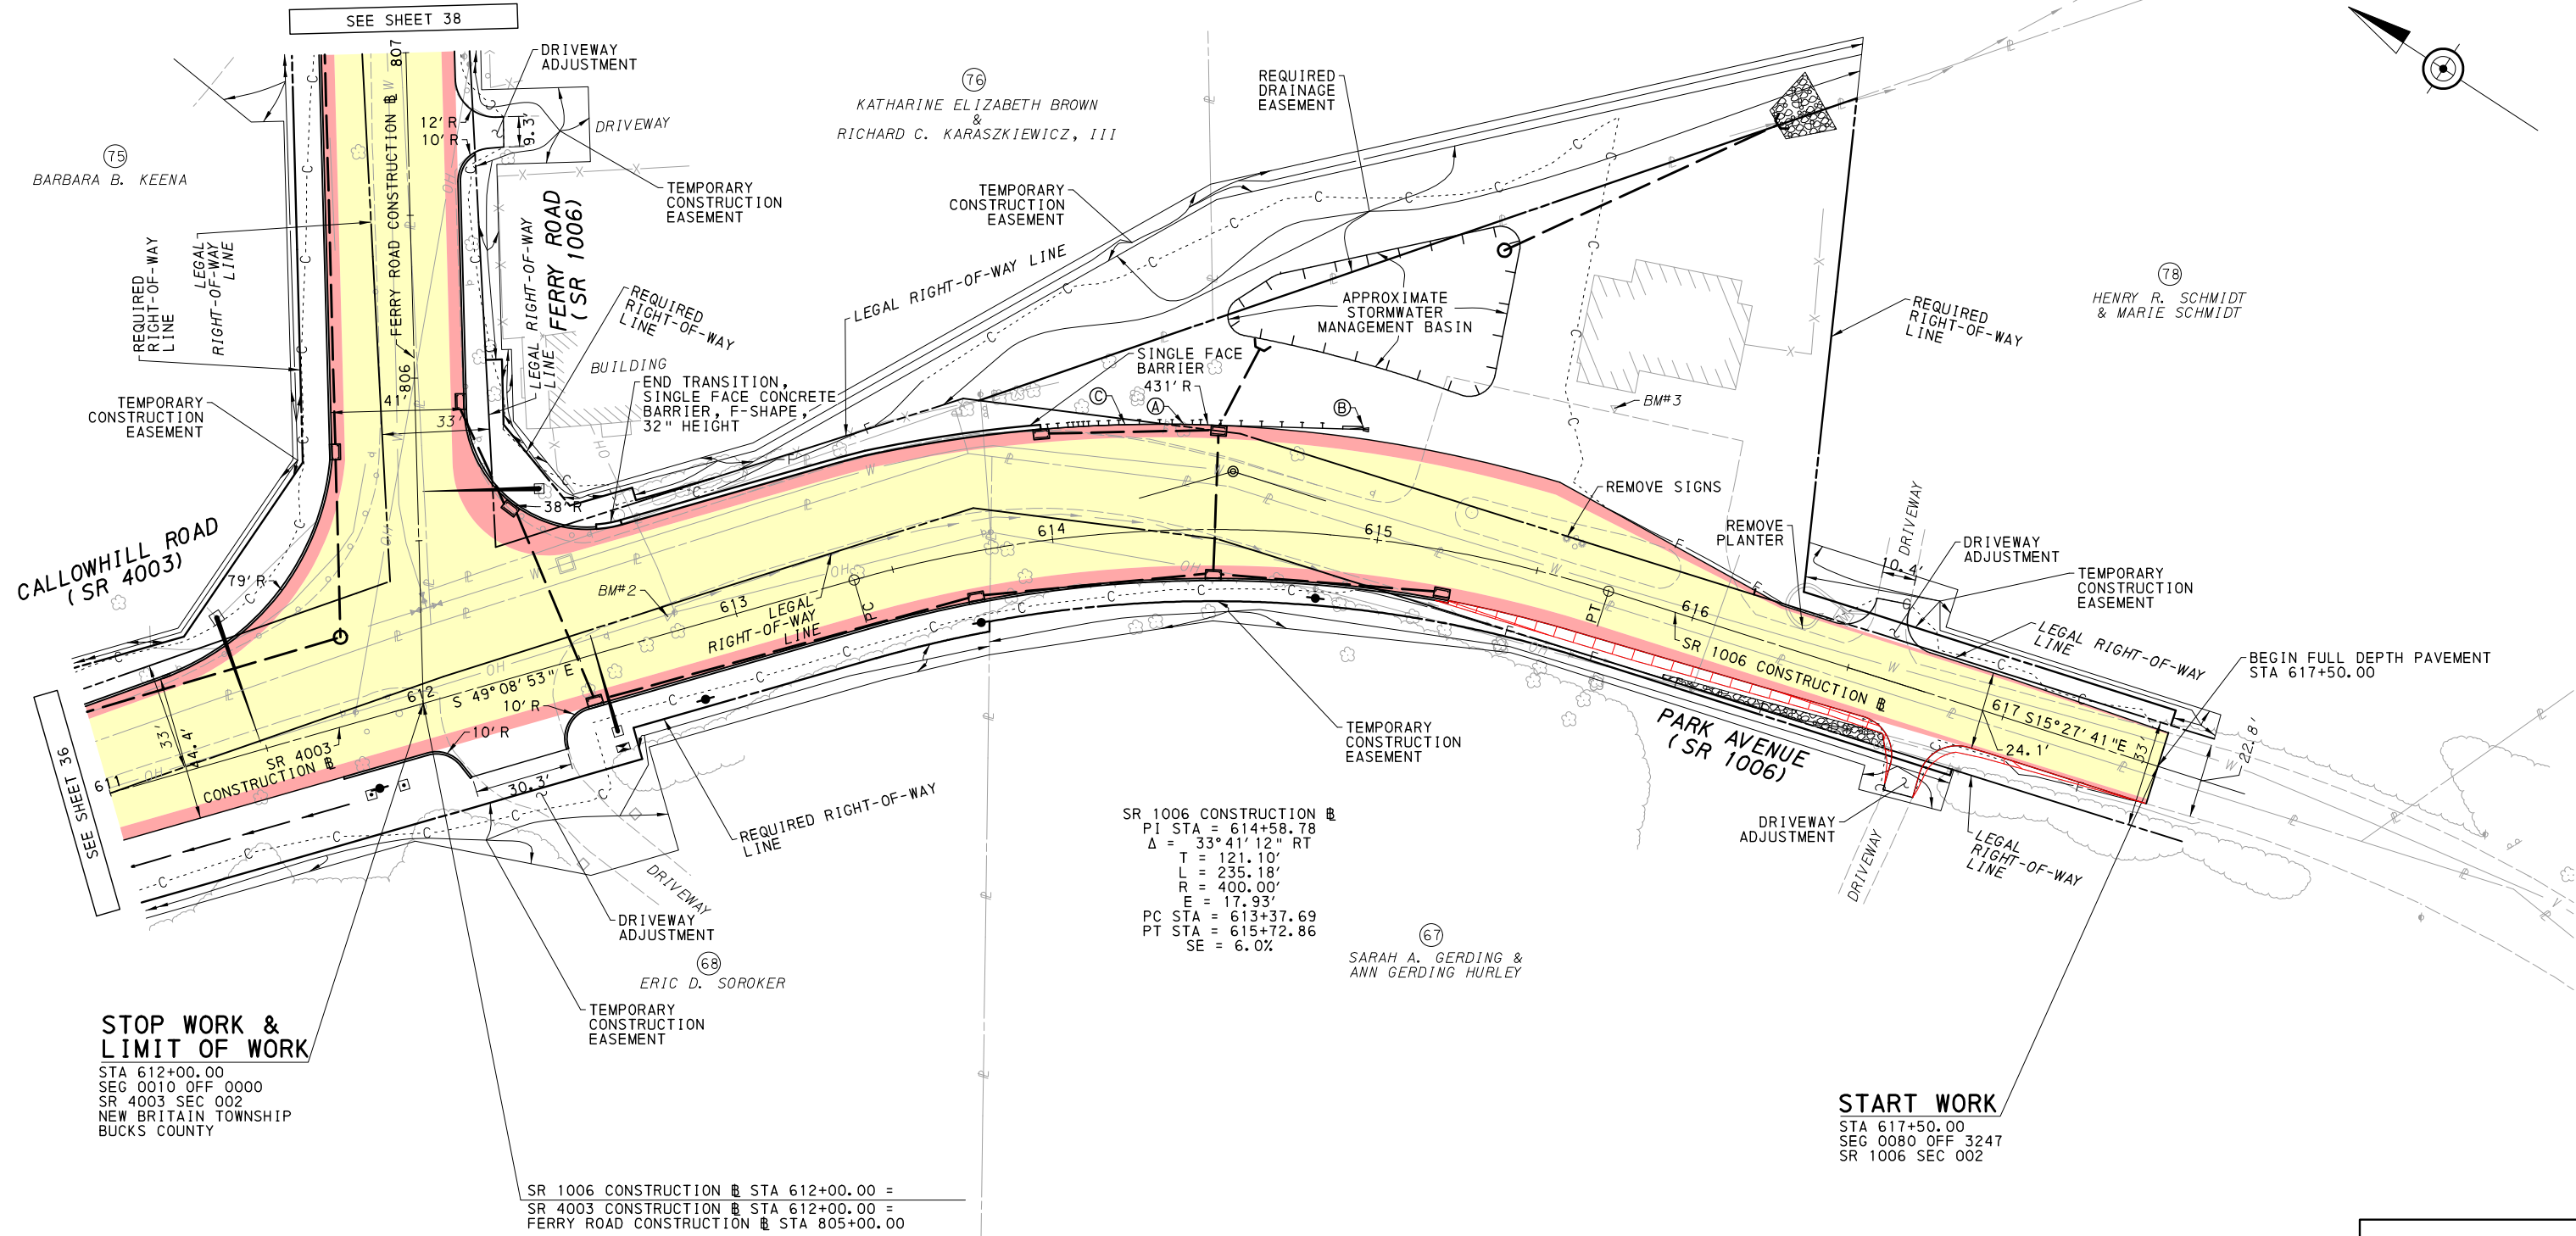 SEE SHEET 38
807
DRIVEWAY
ADJUSTMENT
12' R
10' R
9.3'
DRIVEWAY
76
KATHARINE ELIZABETH BROWN
&
RICHARD C. KARASZKIEWICZ, III
REQUIRED
DRAINAGE
EASEMENT
75
BARBARA B. KEENA
TEMPORARY
CONSTRUCTION
EASEMENT
TEMPORARY
CONSTRUCTION
EASEMENT
REQUIRED
RIGHT-OF-WAY
LINE
LEGAL
RIGHT-OF-WAY
LINE
FERRY ROAD CONSTRUCTION ℄
LEGAL RIGHT-OF-WAY
LINE
FERRY ROAD
(SR 1006)
REQUIRED
RIGHT-OF-WAY
LINE
LEGAL RIGHT-OF-WAY LINE
APPROXIMATE
STORMWATER
MANAGEMENT BASIN
78
HENRY R. SCHMIDT
& MARIE SCHMIDT
REQUIRED
RIGHT-OF-WAY
LINE
BUILDING
SINGLE FACE
BARRIER
431' R
END TRANSITION,
SINGLE FACE CONCRETE
BARRIER, F-SHAPE,
32" HEIGHT
C
A
B
BM#3
806
41'
33'
TEMPORARY
CONSTRUCTION
EASEMENT
38' R
REMOVE SIGNS
REMOVE
PLANTER
DRIVEWAY
10.4'
DRIVEWAY
ADJUSTMENT
TEMPORARY
CONSTRUCTION
EASEMENT
CALLOWHILL ROAD
(SR 4003)
79' R
BM#2
613
614
615
616
617
PC
PT
LEGAL
RIGHT-OF-WAY
LINE
SR 1006 CONSTRUCTION ℄
LEGAL RIGHT-OF-WAY
LINE
BEGIN FULL DEPTH PAVEMENT
STA 617+50.00
S15°27'41"E
24.1'
33'
22.8'
SEE SHEET 36
611
612
33'
44.4'
S 49°08'53" E
SR 4003
CONSTRUCTION ℄
10' R
10' R
30.3'
REQUIRED RIGHT-OF-WAY
LINE
TEMPORARY
CONSTRUCTION
EASEMENT
PARK AVENUE
(SR 1006)
DRIVEWAY
ADJUSTMENT
DRIVEWAY
LEGAL
RIGHT-OF-WAY
LINE
SR 1006 CONSTRUCTION ℄
PI STA = 614+58.78
Δ = 33°41'12" RT
T = 121.10'
L = 235.18'
R = 400.00'
E = 17.93'
PC STA = 613+37.69
PT STA = 615+72.86
SE = 6.0%
DRIVEWAY
DRIVEWAY
ADJUSTMENT
68
ERIC D. SOROKER
67
SARAH A. GERDING &
ANN GERDING HURLEY
TEMPORARY
CONSTRUCTION
EASEMENT
STOP WORK &
LIMIT OF WORK
STA 612+00.00
SEG 0010 OFF 0000
SR 4003 SEC 002
NEW BRITAIN TOWNSHIP
BUCKS COUNTY
START WORK
STA 617+50.00
SEG 0080 OFF 3247
SR 1006 SEC 002
SR 1006 CONSTRUCTION ℄ STA 612+00.00 =
SR 4003 CONSTRUCTION ℄ STA 612+00.00 =
FERRY ROAD CONSTRUCTION ℄ STA 805+00.00